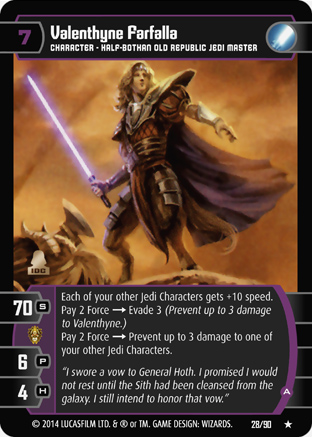 7
Valenthyne Farfalla
CHARACTER - HALF-BOTHAN OLD REPUBLIC JEDI MASTER
IDC
70 S
6 P
4 H
Each of your other Jedi Characters gets +10 speed.
Pay 2 Force → Evade 3 (Prevent up to 3 damage
to Valenthyne.)
Pay 2 Force → Prevent up to 3 damage to one of
your other Jedi Characters.
"I swore a vow to General Hoth. I promised I would
not rest until the Sith had been cleansed from the
galaxy. I still intend to honor that vow."
A
© 2014 LUCASFILM LTD. & ® or TM. GAME DESIGN: WIZARDS. 28/90 ★